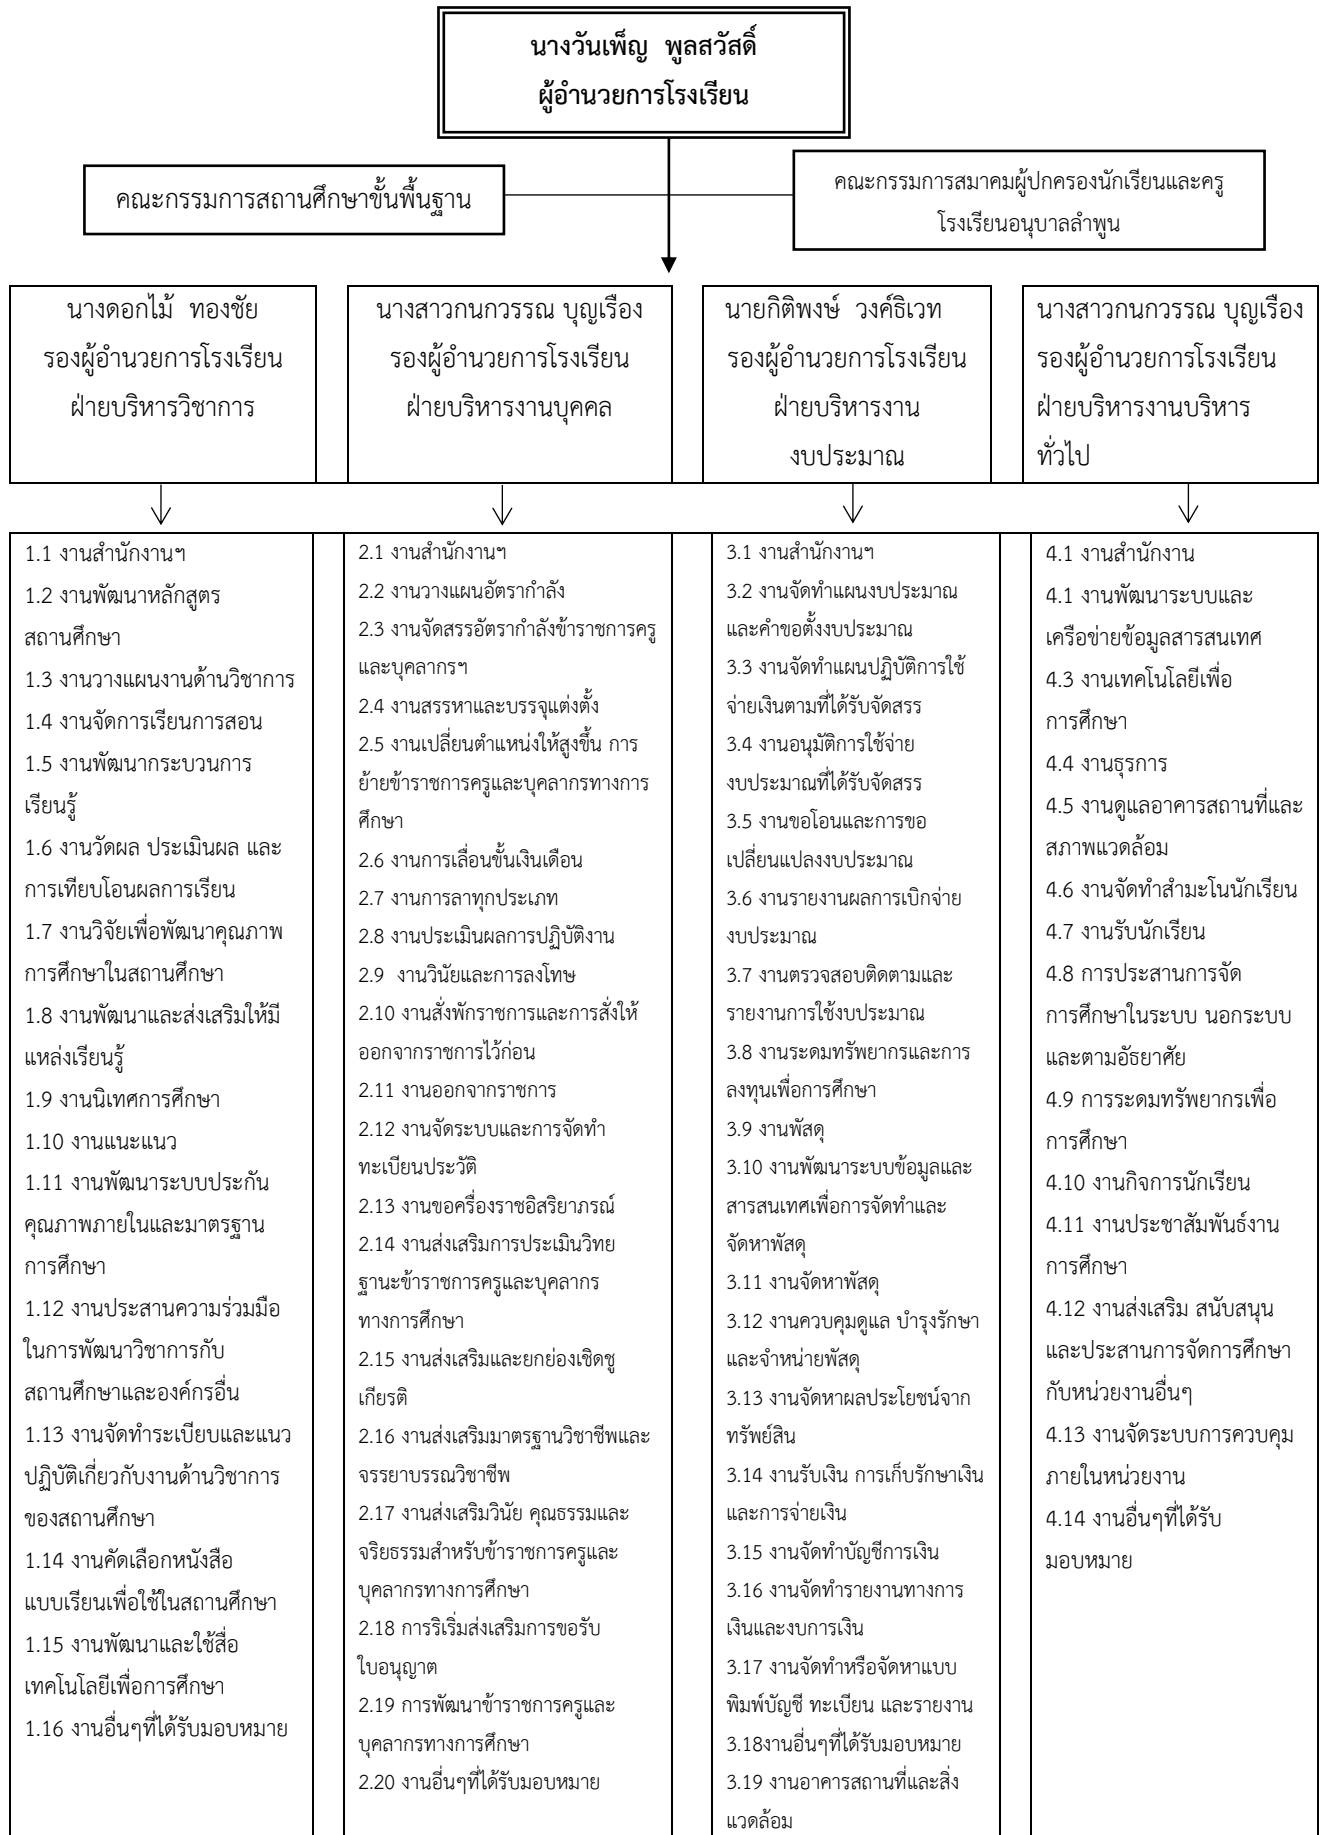 นางวันเพ็ญ  พูลสวัสดิ์
ผู้อำนวยการโรงเรียน
คณะกรรมการสถานศึกษาขั้นพื้นฐาน
คณะกรรมการสมาคมผู้ปกครองนักเรียนและครู
โรงเรียนอนุบาลลำพูน
นางดอกไม้  ทองชัย
รองผู้อำนวยการโรงเรียน
ฝ่ายบริหารวิชาการ
นางสาวกนกวรรณ บุญเรือง
รองผู้อำนวยการโรงเรียน
ฝ่ายบริหารงานบุคคล
นายกิติพงษ์  วงค์ธิเวท
รองผู้อำนวยการโรงเรียน
ฝ่ายบริหารงาน
งบประมาณ
นางสาวกนกวรรณ บุญเรือง
รองผู้อำนวยการโรงเรียน
ฝ่ายบริหารงานบริหาร
ทั่วไป
1.1 งานสำนักงานฯ
1.2 งานพัฒนาหลักสูตร
สถานศึกษา
1.3 งานวางแผนงานด้านวิชาการ
1.4 งานจัดการเรียนการสอน
1.5 งานพัฒนากระบวนการ
เรียนรู้
1.6 งานวัดผล ประเมินผล และ
การเทียบโอนผลการเรียน
1.7 งานวิจัยเพื่อพัฒนาคุณภาพ
การศึกษาในสถานศึกษา
1.8 งานพัฒนาและส่งเสริมให้มี
แหล่งเรียนรู้
1.9 งานนิเทศการศึกษา
1.10 งานแนะแนว
1.11 งานพัฒนาระบบประกัน
คุณภาพภายในและมาตรฐาน
การศึกษา
1.12 งานประสานความร่วมมือ
ในการพัฒนาวิชาการกับ
สถานศึกษาและองค์กรอื่น
1.13 งานจัดทำระเบียบและแนว
ปฏิบัติเกี่ยวกับงานด้านวิชาการ
ของสถานศึกษา
1.14 งานคัดเลือกหนังสือ
แบบเรียนเพื่อใช้ในสถานศึกษา
1.15 งานพัฒนาและใช้สื่อ
เทคโนโลยีเพื่อการศึกษา
1.16 งานอื่นๆที่ได้รับมอบหมาย
2.1 งานสำนักงานฯ
2.2 งานวางแผนอัตรากำลัง
2.3 งานจัดสรรอัตรากำลังข้าราชการครู
และบุคลากรฯ
2.4 งานสรรหาและบรรจุแต่งตั้ง
2.5 งานเปลี่ยนตำแหน่งให้สูงขึ้น การ
ย้ายข้าราชการครูและบุคลากรทางการ
ศึกษา
2.6 งานการเลื่อนขั้นเงินเดือน
2.7 งานการลาทุกประเภท
2.8 งานประเมินผลการปฏิบัติงาน
2.9  งานวินัยและการลงโทษ
2.10 งานสั่งพักราชการและการสั่งให้
ออกจากราชการไว้ก่อน
2.11 งานออกจากราชการ
2.12 งานจัดระบบและการจัดทำ
ทะเบียนประวัติ
2.13 งานขอครื่องราชอิสริยาภรณ์
2.14 งานส่งเสริมการประเมินวิทย
ฐานะข้าราชการครูและบุคลากร
ทางการศึกษา
2.15 งานส่งเสริมและยกย่องเชิดชู
เกียรติ
2.16 งานส่งเสริมมาตรฐานวิชาชีพและ
จรรยาบรรณวิชาชีพ
2.17 งานส่งเสริมวินัย คุณธรรมและ
จริยธรรมสำหรับข้าราชการครูและ
บุคลากรทางการศึกษา
2.18 การริเริ่มส่งเสริมการขอรับ
ใบอนุญาต
2.19 การพัฒนาข้าราชการครูและ
บุคลากรทางการศึกษา
2.20 งานอื่นๆที่ได้รับมอบหมาย
3.1 งานสำนักงานฯ
3.2 งานจัดทำแผนงบประมาณ
และคำขอตั้งงบประมาณ
3.3 งานจัดทำแผนปฏิบัติการใช้
จ่ายเงินตามที่ได้รับจัดสรร
3.4 งานอนุมัติการใช้จ่าย
งบประมาณที่ได้รับจัดสรร
3.5 งานขอโอนและการขอ
เปลี่ยนแปลงงบประมาณ
3.6 งานรายงานผลการเบิกจ่าย
งบประมาณ
3.7 งานตรวจสอบติดตามและ
รายงานการใช้งบประมาณ
3.8 งานระดมทรัพยากรและการ
ลงทุนเพื่อการศึกษา
3.9 งานพัสดุ
3.10 งานพัฒนาระบบข้อมูลและ
สารสนเทศเพื่อการจัดทำและ
จัดหาพัสดุ
3.11 งานจัดหาพัสดุ
3.12 งานควบคุมดูแล บำรุงรักษา
และจำหน่ายพัสดุ
3.13 งานจัดหาผลประโยชน์จาก
ทรัพย์สิน
3.14 งานรับเงิน การเก็บรักษาเงิน
และการจ่ายเงิน
3.15 งานจัดทำบัญชีการเงิน
3.16 งานจัดทำรายงานทางการ
เงินและงบการเงิน
3.17 งานจัดทำหรือจัดหาแบบ
พิมพ์บัญชี ทะเบียน และรายงาน
3.18งานอื่นๆที่ได้รับมอบหมาย
3.19 งานอาคารสถานที่และสิ่ง
แวดล้อม
4.1 งานสำนักงาน
4.1 งานพัฒนาระบบและ
เครือข่ายข้อมูลสารสนเทศ
4.3 งานเทคโนโลยีเพื่อ
การศึกษา
4.4 งานธุรการ
4.5 งานดูแลอาคารสถานที่และ
สภาพแวดล้อม
4.6 งานจัดทำสำมะโนนักเรียน
4.7 งานรับนักเรียน
4.8 การประสานการจัด
การศึกษาในระบบ นอกระบบ
และตามอัธยาศัย
4.9 การระดมทรัพยากรเพื่อ
การศึกษา
4.10 งานกิจการนักเรียน
4.11 งานประชาสัมพันธ์งาน
การศึกษา
4.12 งานส่งเสริม สนับสนุน
และประสานการจัดการศึกษา
กับหน่วยงานอื่นๆ
4.13 งานจัดระบบการควบคุม
ภายในหน่วยงาน
4.14 งานอื่นๆที่ได้รับ
มอบหมาย